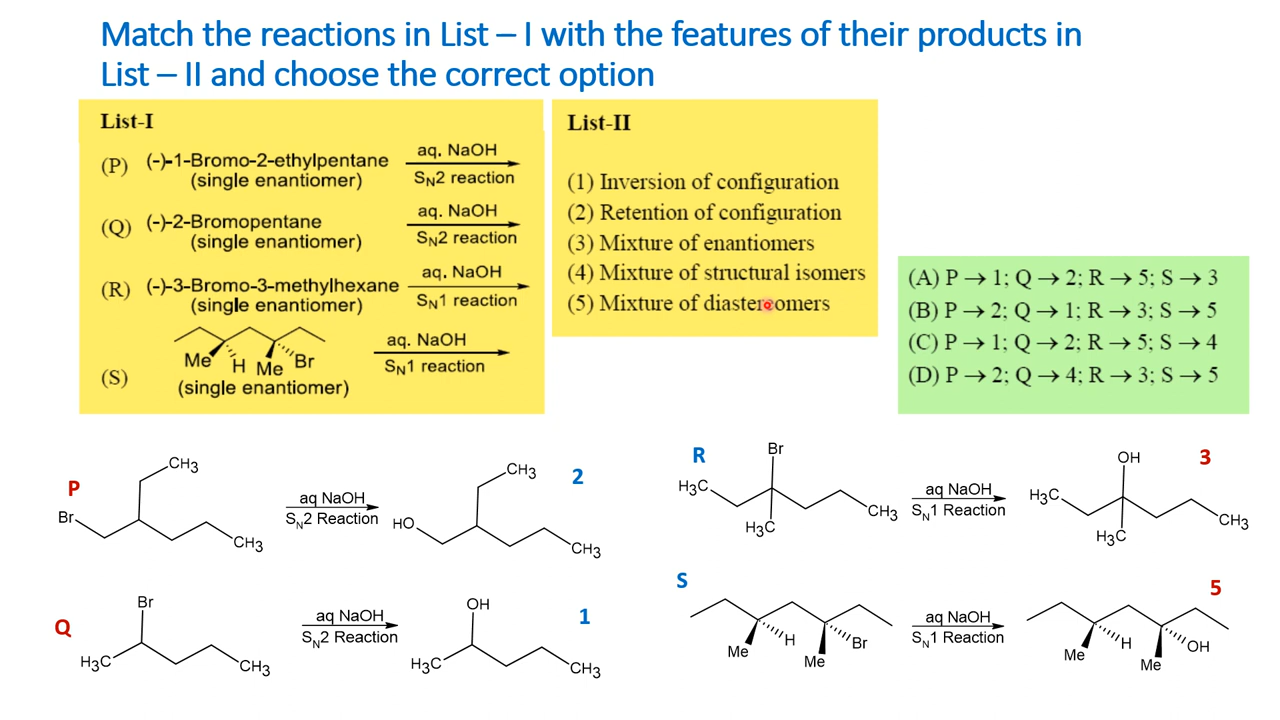 Match the reactions in List – I with the features of their products in
List – II and choose the correct option
List-I
(P) (-)-1-Bromo-2-ethylpentane
(single enantiomer)
aq. NaOH
SN2 reaction
(Q) (-)-2-Bromopentane
(single enantiomer)
aq. NaOH
SN2 reaction
(R) (-)-3-Bromo-3-methylhexane
(single enantiomer)
aq. NaOH
SN1 reaction
(S)
Me H Me Br
(single enantiomer)
aq. NaOH
SN1 reaction
List-II
(1) Inversion of configuration
(2) Retention of configuration
(3) Mixture of enantiomers
(4) Mixture of structural isomers
(5) Mixture of diastereomers
(A) P → 1; Q → 2; R → 5; S → 3
(B) P → 2; Q → 1; R → 3; S → 5
(C) P → 1; Q → 2; R → 5; S → 4
(D) P → 2; Q → 4; R → 3; S → 5
P
CH3
Br
CH3
aq NaOH
SN2 Reaction
CH3
HO
CH3
2
R
Br
H3C
H3C
CH3
aq NaOH
SN1 Reaction
OH
H3C
H3C
CH3
3
Q
Br
H3C
CH3
aq NaOH
SN2 Reaction
OH
H3C
CH3
1
S
Me
H
Me
Br
aq NaOH
SN1 Reaction
Me
H
Me
OH
5